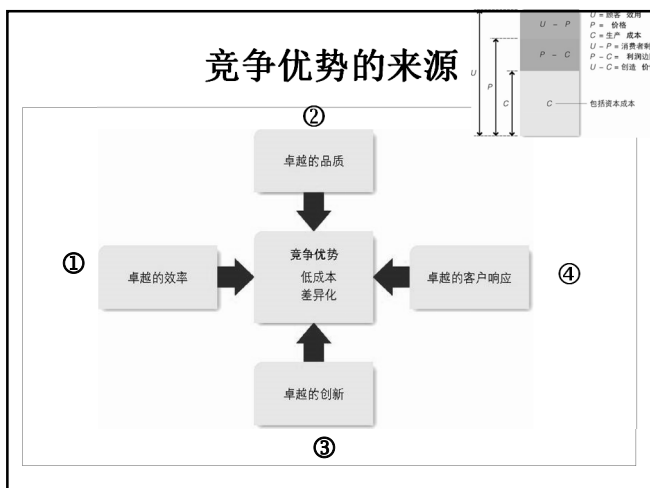 竞争优势的来源
U = 顾客 效用
P = 价格
C = 生产 成本
U – P = 消费者剩
P – C = 利润边
U – C = 创造 价
U – P
P – C
U
P
C
C
包括资本成本
②
卓越的品质
①
卓越的效率
竞争优势
低成本
差异化
卓越的客户响应
④
卓越的创新
③